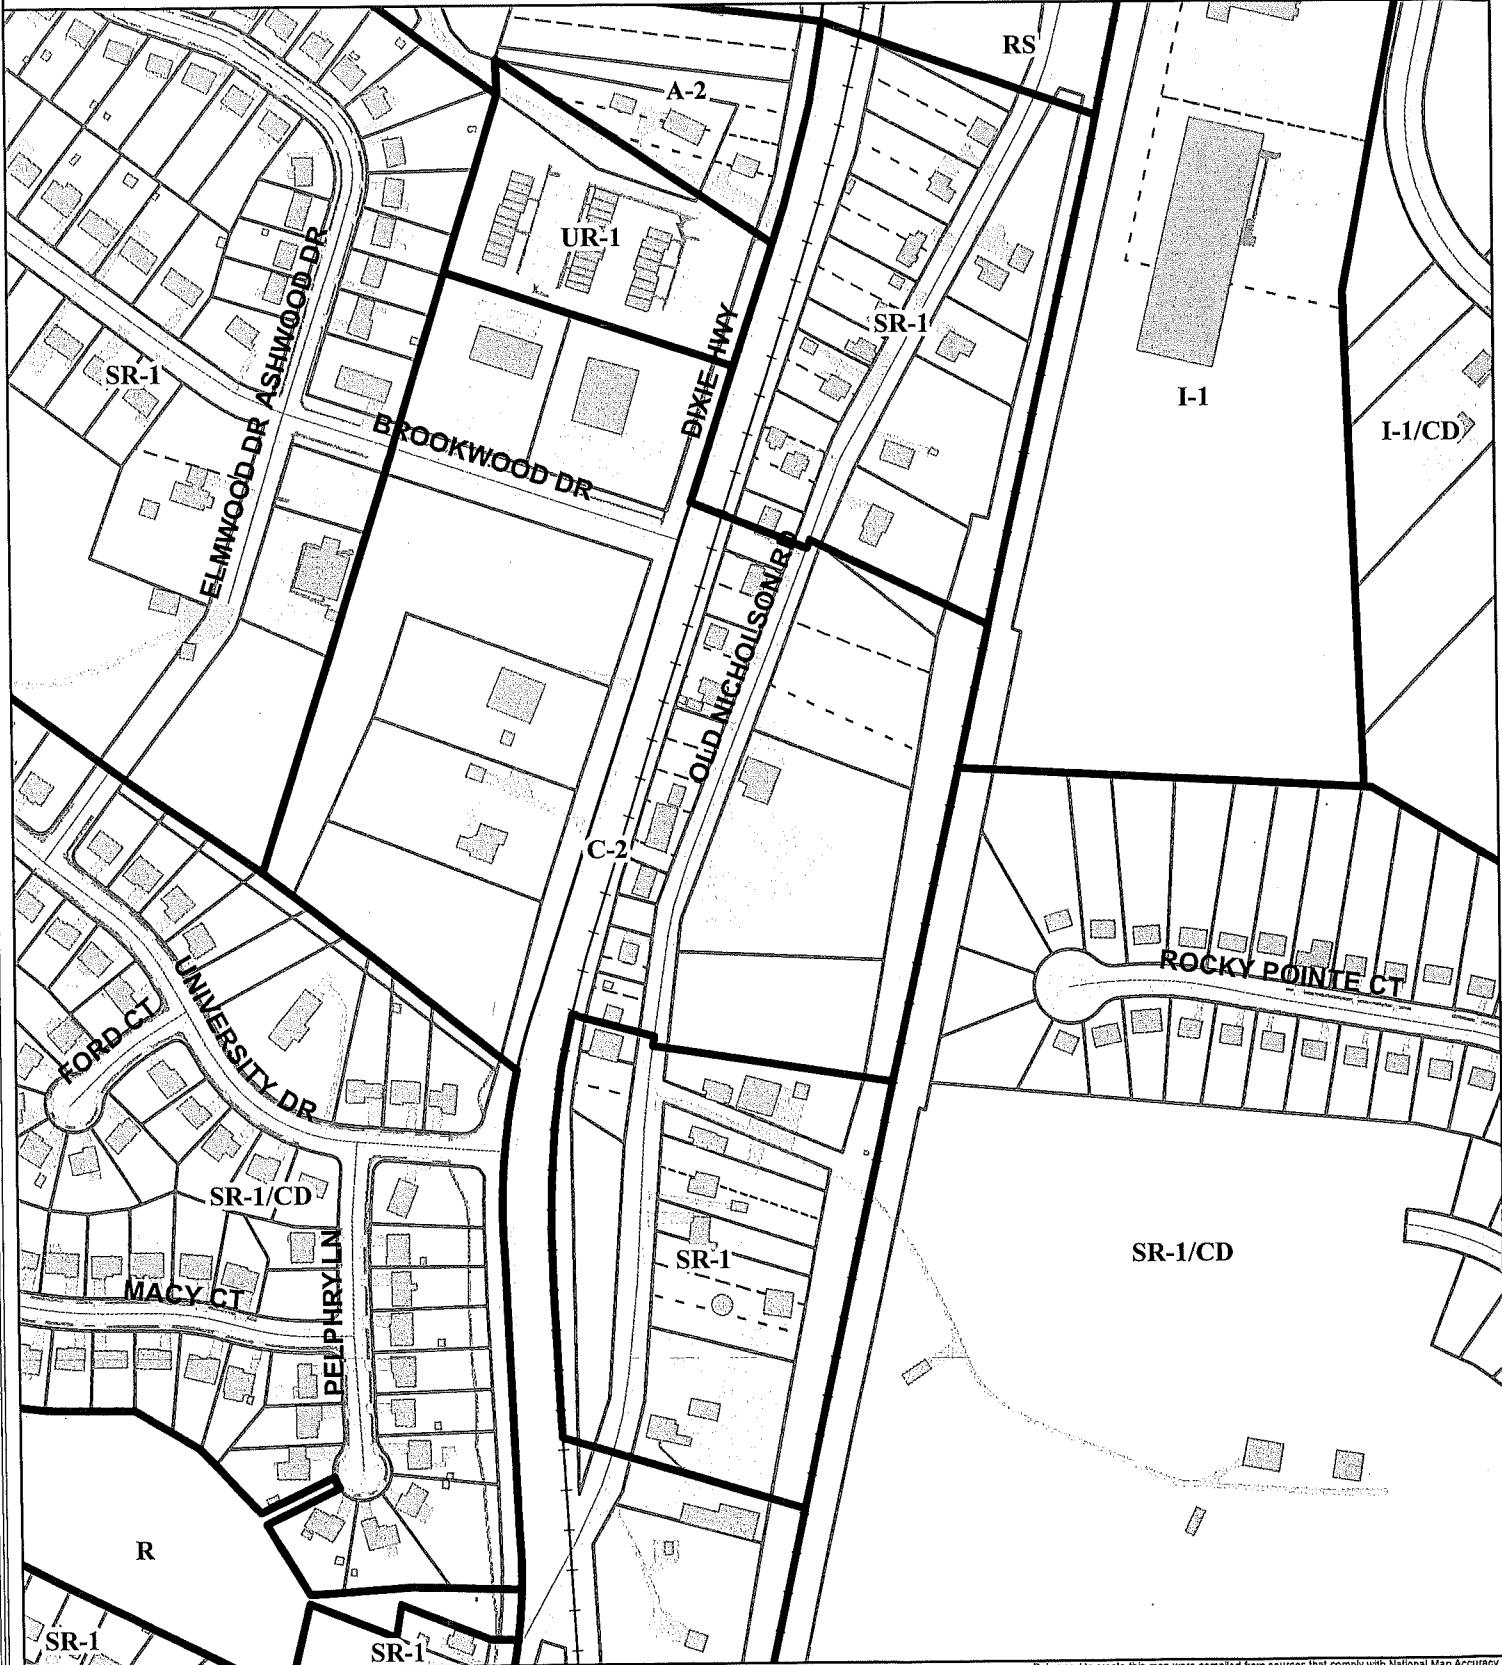 RS
A-2
UR-1
SR-1
ASHWOOD DR
DIXIE HWY
SR-1
I-1
I-1/CD
BROOKWOOD DR
ELMWOOD DR
OLD NICHOLSON RD
C-2
ROCKY POINTE CT
UNIVERSITY DR
FORD CT
SR-1/CD
SR-1
SR-1/CD
MACY CT
PELPHRY LN
R
SR-1
SR-1